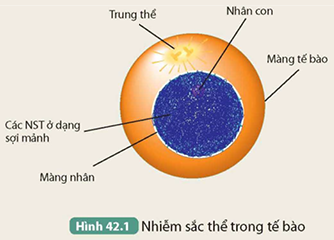 Trung thể
Nhân con
Màng tế bào
Các NST ở dạng
sợi mảnh
Màng nhân
Hình 42.1 Nhiễm sắc thể trong tế bào